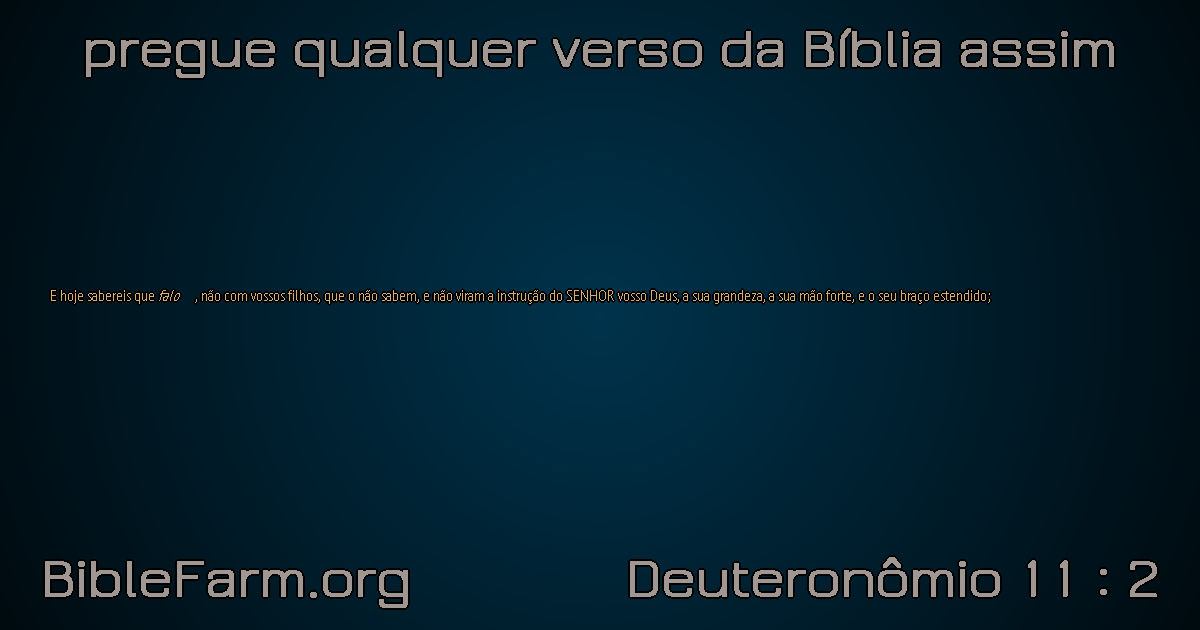 pregue qualquer verso da Bíblia assim
E hoje sabereis que falo , não com vossos filhos, que o não sabem, e não viram a instrução do SENHOR vosso Deus, a sua grandeza, a sua mão forte, e o seu braço estendido;
BibleFarm.org
Deuteronômio 11 : 2